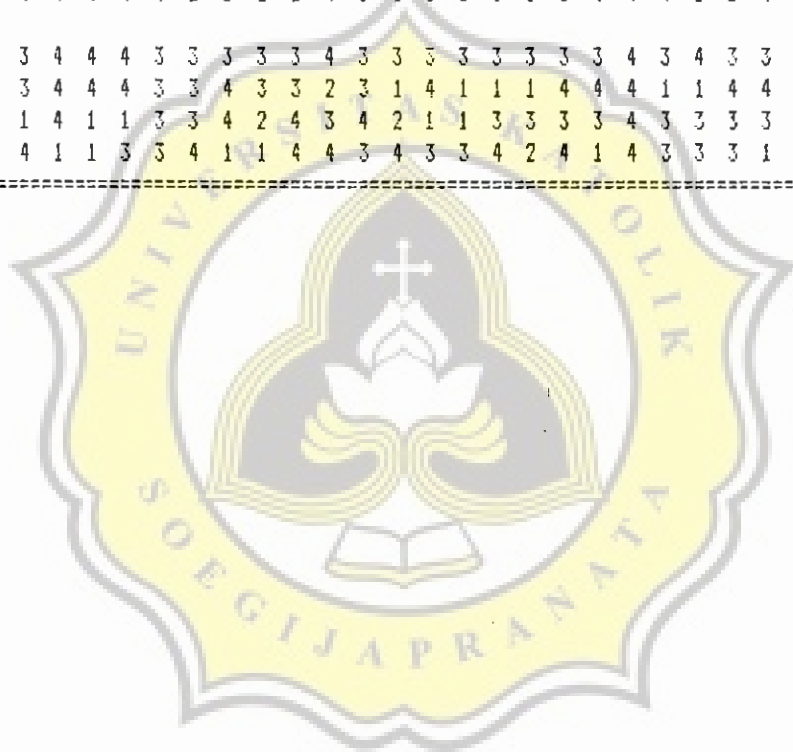 3 4 4 4 3 3 3 3 3 4 3 3 3 3 3 3 3 3 4 3 4 3 3
3 4 4 4 3 3 4 3 3 2 3 1 4 1 1 1 4 4 4 1 1 4 4
1 4 1 1 3 3 4 2 4 3 4 2 1 1 3 3 3 3 4 3 3 3 3
4 1 1 3 3 4 1 1 4 4 3 4 3 3 4 2 4 1 4 3 3 3 1
UNIVERSITAS KATOLIK
SOEGIJAPRANATA